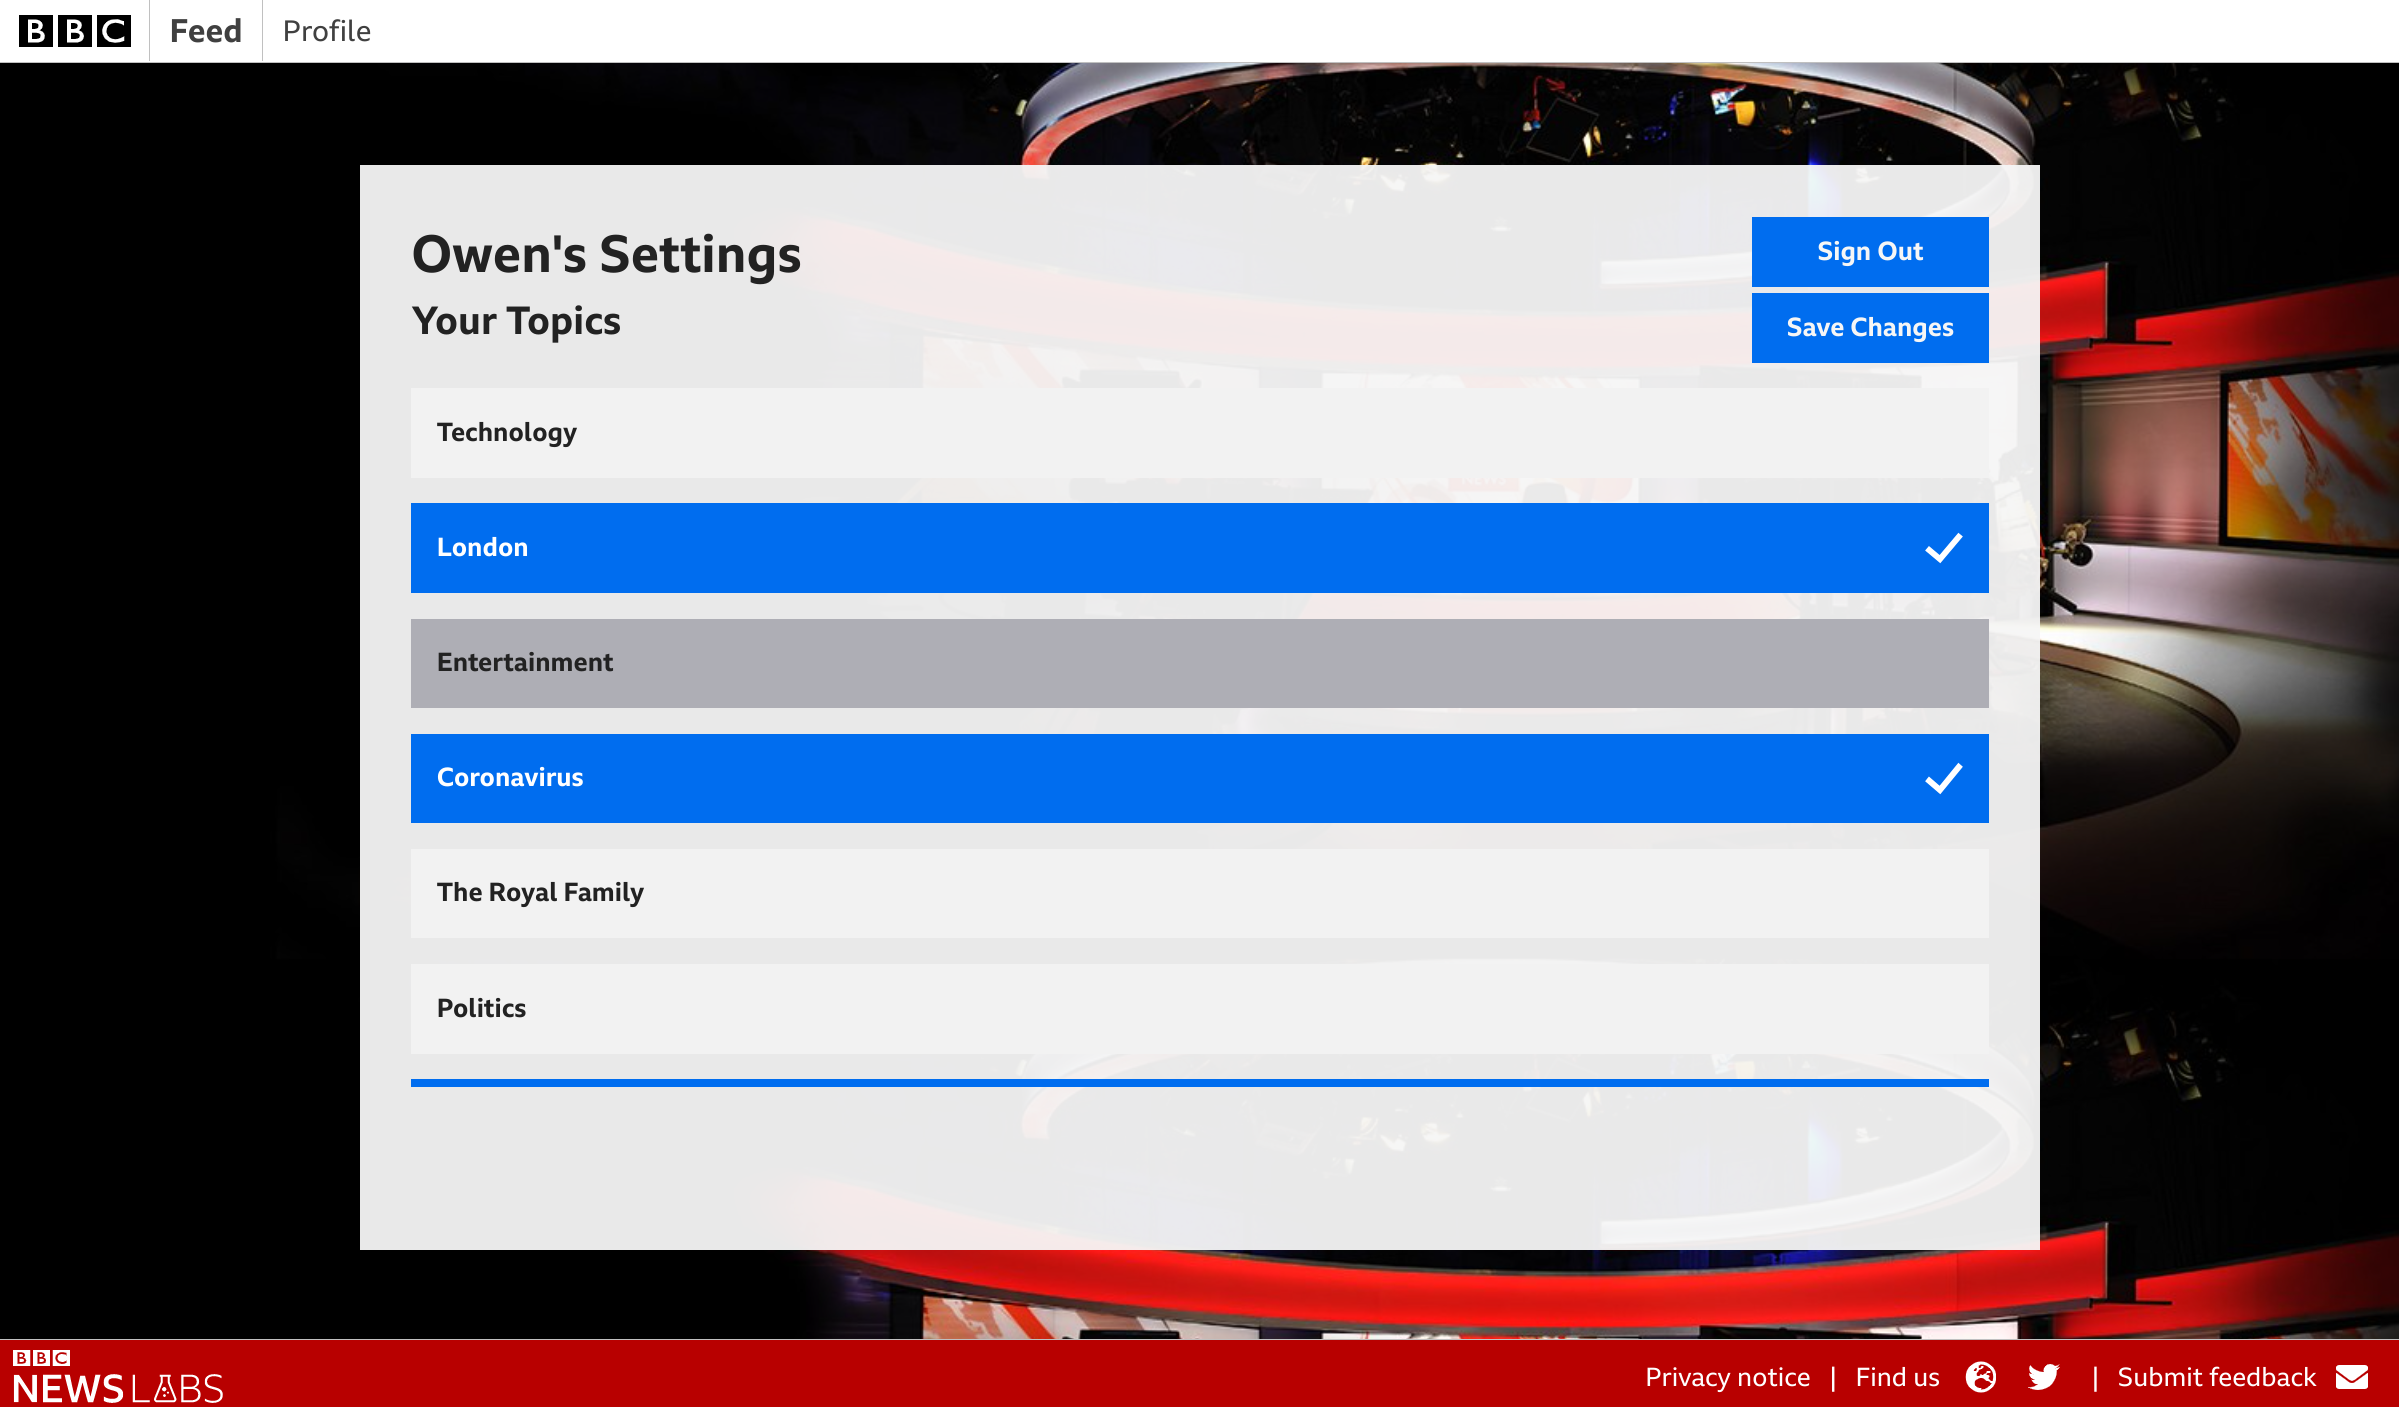 BBC Feed Profile
Owen's Settings
Sign Out
Your Topics
Save Changes
Technology
London
Entertainment
Coronavirus
The Royal Family
Politics
BBC
NEWS LABS
Privacy notice | Find us | Submit feedback